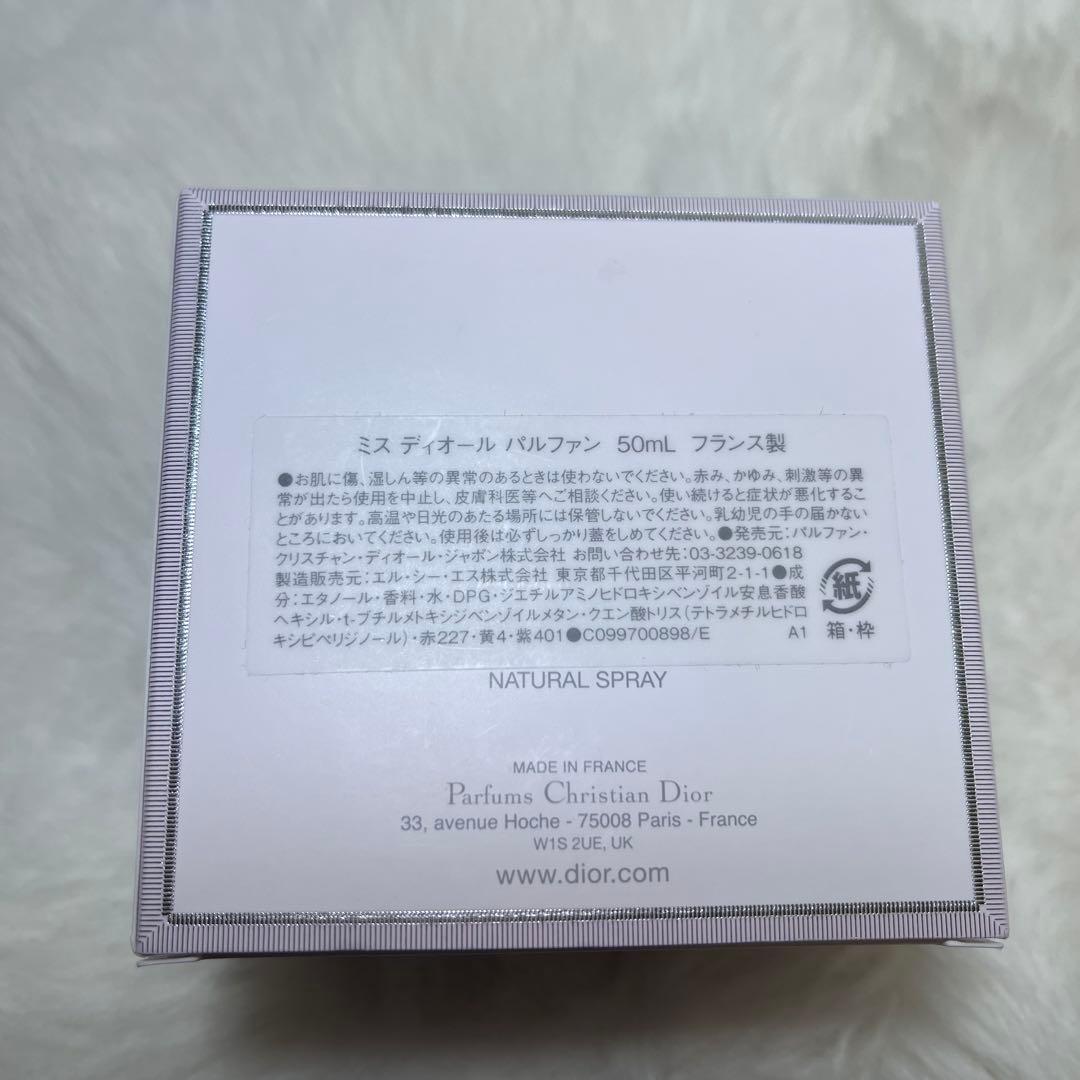 ミス ディオール パルファン 50mL フランス製
●お肌に傷、湿しん等の異常のあるときは使わないでください。赤み、かゆみ、刺激等の異
常が出たら使用を中止し、皮膚科医等へご相談ください。使い続けると症状が悪化するこ
とがあります。高温や日光のあたる場所には保管しないでください。乳幼児の手の届かない
ところにおいてください。使用後は必ずしっかり蓋をしめてください。●発売元:パルファン・
クリスチャン・ディオール・ジャポン株式会社 お問い合わせ先:03-3239-0618
製造販売元:エル・シー・エス株式会社 東京都千代田区平河町2-1-1●成
分:エタノール・香料・水・DPG・ジエチルアミノヒドロキシベンゾイル安息香酸
ヘキシル・t-ブチルメトキシジベンゾイルメタン・クエン酸トリス(テトラメチルヒドロ
キシピペリジノール)・赤227・黄4・紫401●C099700898/E A1
紙
箱・枠
NATURAL SPRAY
MADE IN FRANCE
Parfums Christian Dior
33, avenue Hoche - 75008 Paris - France
W1S 2UE, UK
www.dior.com